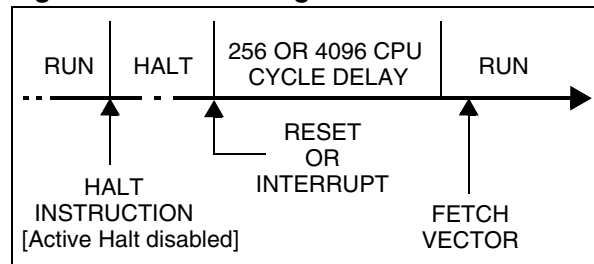 RUN
HALT
256 OR 4096 CPU
CYCLE DELAY
RUN
RESET
OR
INTERRUPT
HALT
INSTRUCTION
[Active Halt disabled]
FETCH
VECTOR